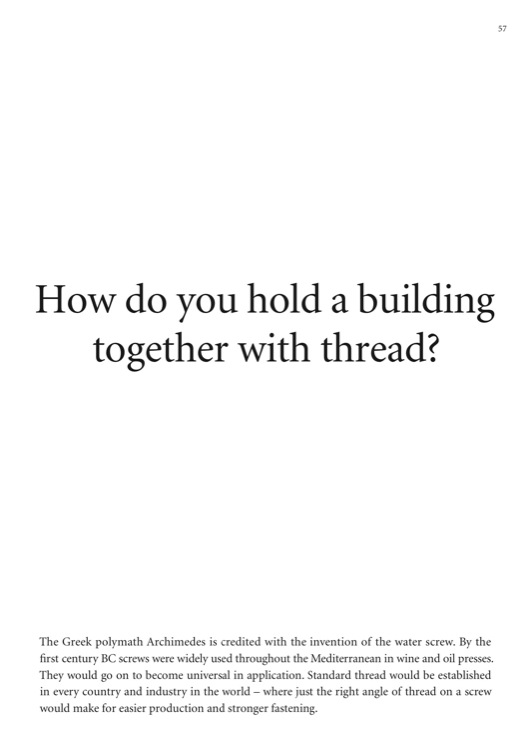 57
How do you hold a building
together with thread?
The Greek polymath Archimedes is credited with the invention of the water screw. By the
first century BC screws were widely used throughout the Mediterranean in wine and oil presses.
They would go on to become universal in application. Standard thread would be established
in every country and industry in the world – where just the right angle of thread on a screw
would make for easier production and stronger fastening.